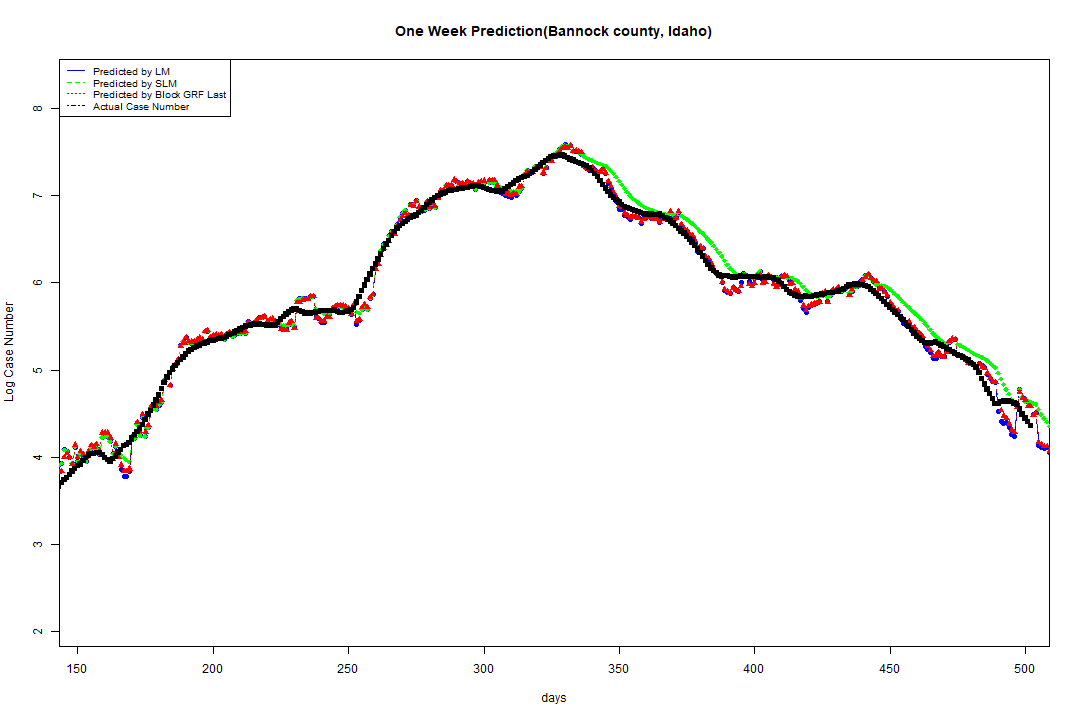 One Week Prediction(Bannock county, Idaho)
Predicted by LM
Predicted by SLM
Predicted by Block GRF Last
Actual Case Number
8
7
6
5
4
3
2
Log Case Number
150 200 250 300 350 400 450 500
days